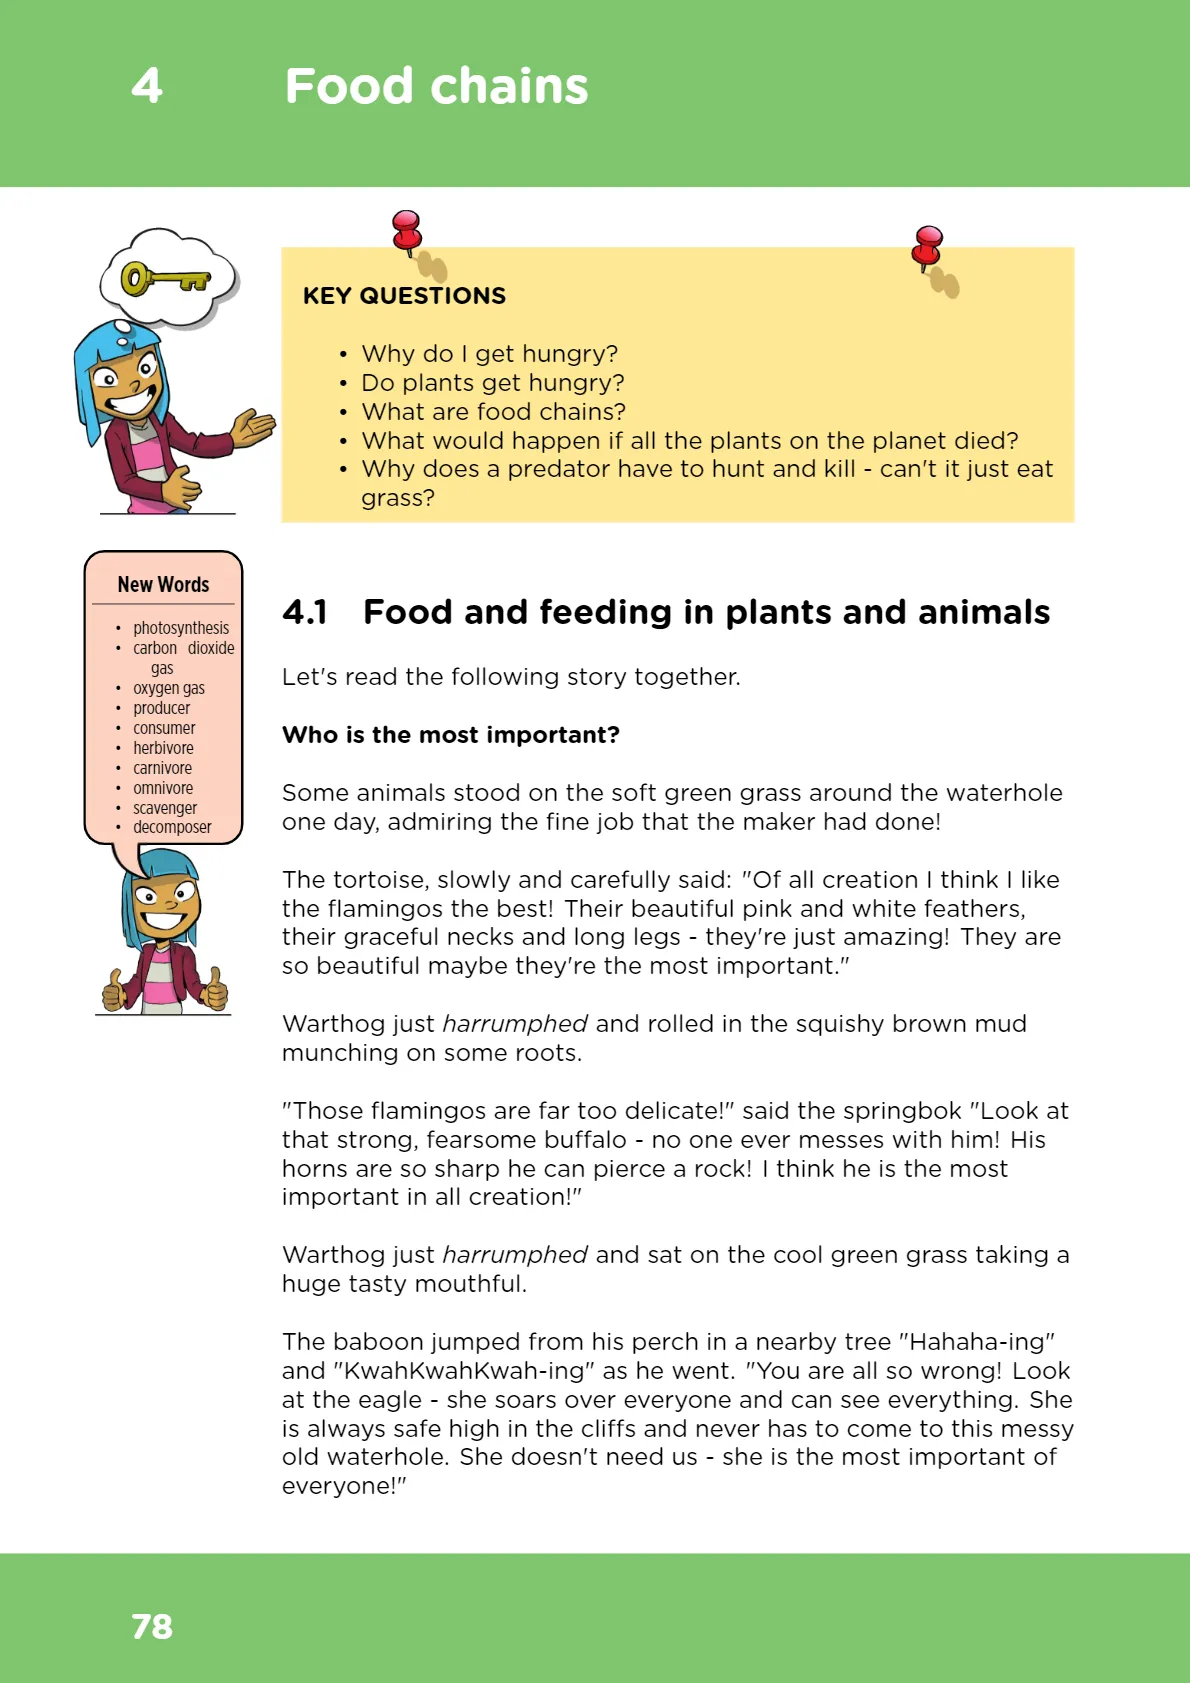 4 Food chains
KEY QUESTIONS
• Why do I get hungry?
• Do plants get hungry?
• What are food chains?
• What would happen if all the plants on the planet died?
• Why does a predator have to hunt and kill - can't it just eat
grass?
New Words
• photosynthesis
• carbon dioxide
gas
• oxygen gas
• producer
• consumer
• herbivore
• carnivore
• omnivore
• scavenger
• decomposer
4.1 Food and feeding in plants and animals
Let's read the following story together.
Who is the most important?
Some animals stood on the soft green grass around the waterhole
one day, admiring the fine job that the maker had done!
The tortoise, slowly and carefully said: "Of all creation I think I like
the flamingos the best! Their beautiful pink and white feathers,
their graceful necks and long legs - they're just amazing! They are
so beautiful maybe they're the most important."
Warthog just harrumphed and rolled in the squishy brown mud
munching on some roots.
"Those flamingos are far too delicate!" said the springbok "Look at
that strong, fearsome buffalo - no one ever messes with him! His
horns are so sharp he can pierce a rock! I think he is the most
important in all creation!"
Warthog just harrumphed and sat on the cool green grass taking a
huge tasty mouthful.
The baboon jumped from his perch in a nearby tree "Hahaha-ing"
and "KwahKwahKwah-ing" as he went. "You are all so wrong! Look
at the eagle - she soars over everyone and can see everything. She
is always safe high in the cliffs and never has to come to this messy
old waterhole. She doesn't need us - she is the most important of
everyone!"
78